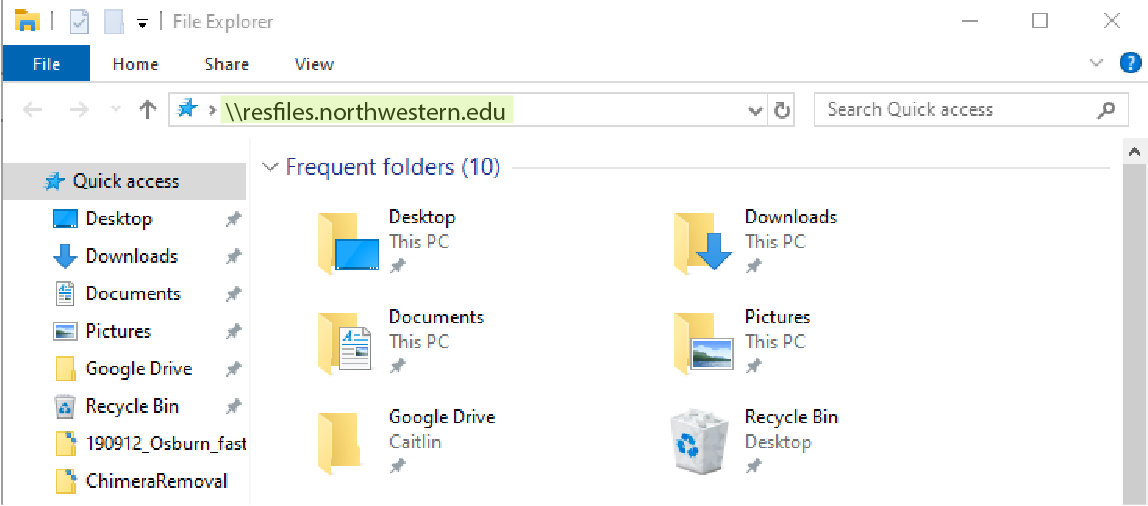 File Explorer
File Home Share View
\\resfiles.northwestern.edu
Search Quick access
Quick access
Desktop
Downloads
Documents
Pictures
Google Drive
Recycle Bin
190912_Osburn_fast
ChimeraRemoval
Frequent folders (10)
Desktop
This PC
Downloads
This PC
Documents
This PC
Pictures
This PC
Google Drive
Caitlin
Recycle Bin
Desktop